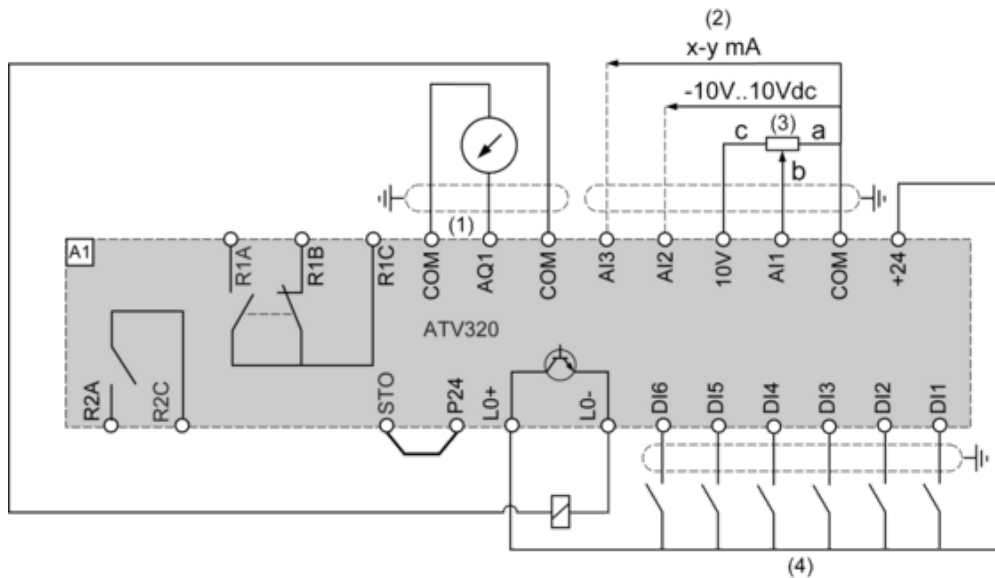 (2)
x-y mA
-10V..10Vdc
c (3) a
b
(1)
A1
R1A
R1B
R1C
COM
AQ1
COM
AI3
AI2
10V
AI1
COM
+24
ATV320
R2A
R2C
STO
P24
L0+
L0-
DI6
DI5
DI4
DI3
DI2
DI1
(4)